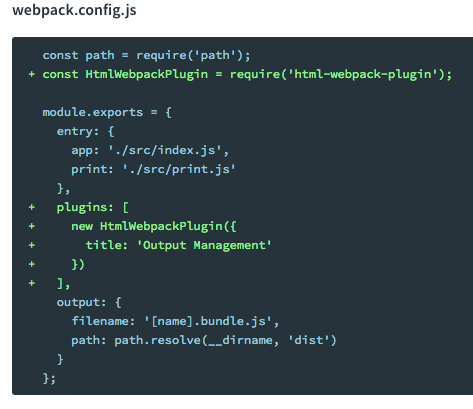 webpack.config.js
  const path = require('path');
+ const HtmlWebpackPlugin = require('html-webpack-plugin');
  module.exports = {
    entry: {
      app: './src/index.js',
      print: './src/print.js'
    },
+   plugins: [
+     new HtmlWebpackPlugin({
+       title: 'Output Management'
+     })
+   ],
    output: {
      filename: '[name].bundle.js',
      path: path.resolve(__dirname, 'dist')
    }
  };